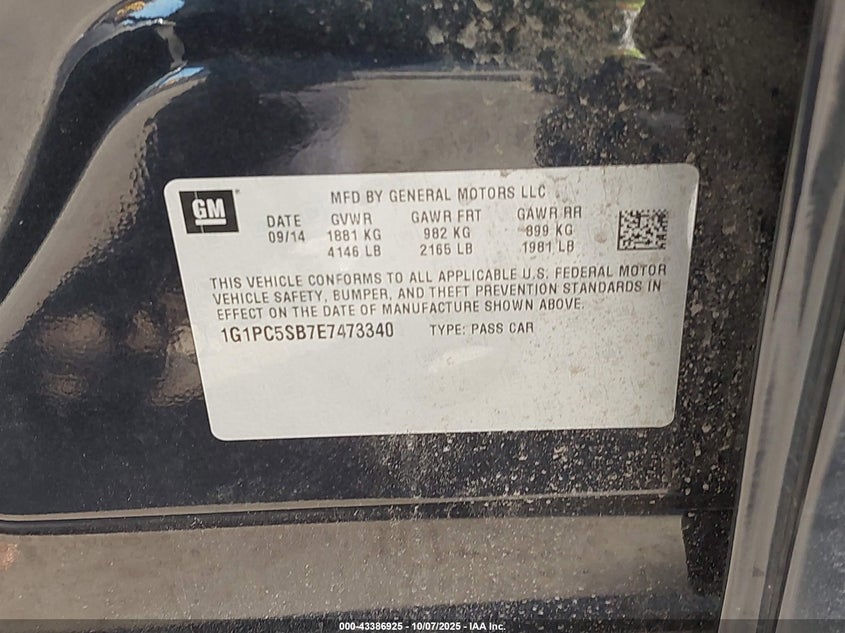 GM
MFD BY GENERAL MOTORS LLC
DATE GVWR GAWR FRT GAWR RR
09/14 1881 KG 982 KG 899 KG
4146 LB 2165 LB 1981 LB
THIS VEHICLE CONFORMS TO ALL APPLICABLE U.S. FEDERAL MOTOR
VEHICLE SAFETY, BUMPER, AND THEFT PREVENTION STANDARDS IN
EFFECT ON THE DATE OF MANUFACTURE SHOWN ABOVE.
1G1PC5SB7E7473340 TYPE: PASS CAR
000-43386925 - 10/07/2025 - IAA Inc.